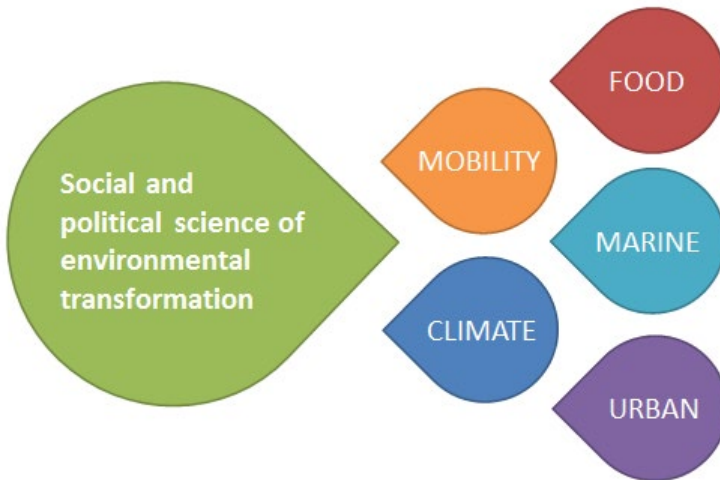 Social and
political science of
environmental
transformation
MOBILITY
CLIMATE
FOOD
MARINE
URBAN